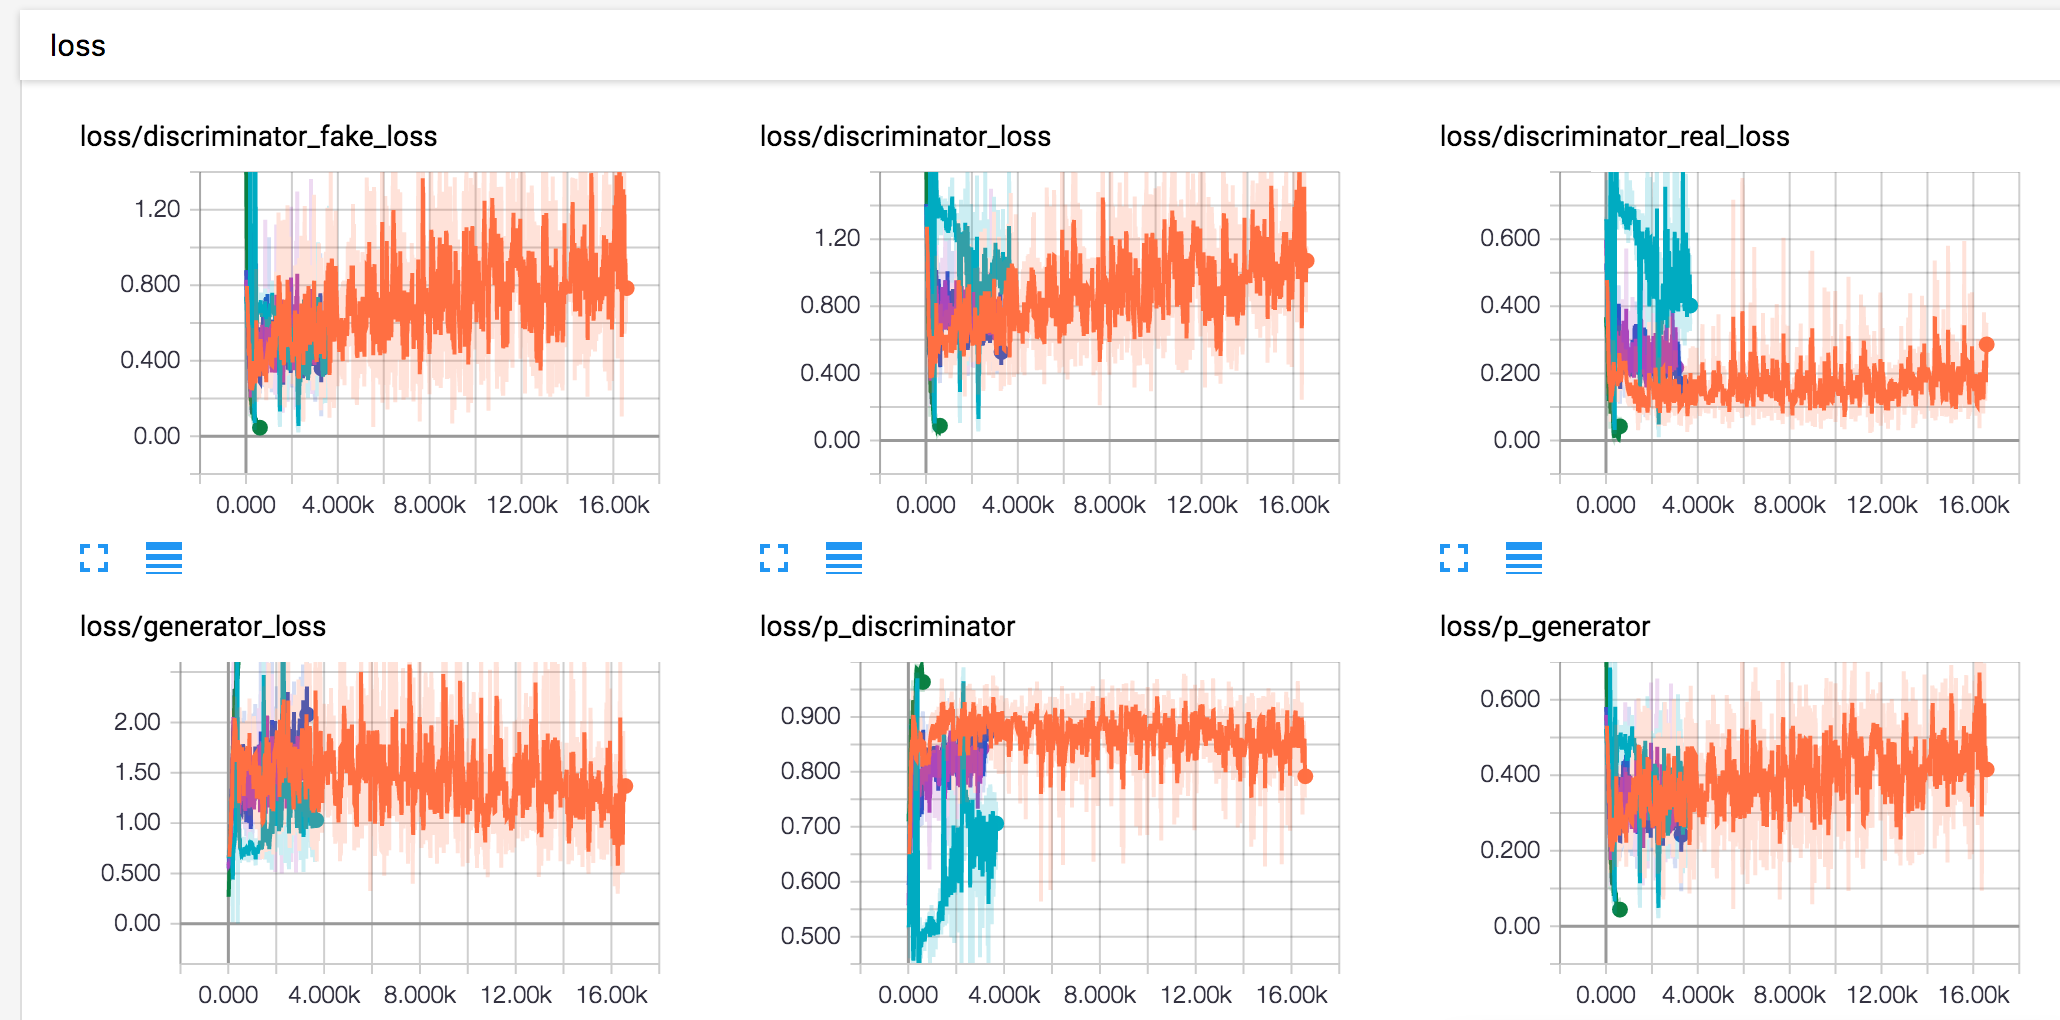 loss
loss/discriminator_fake_loss
1.20
0.800
0.400
0.00
0.000 4.000k 8.000k 12.00k 16.00k
loss/discriminator_loss
1.20
0.800
0.400
0.00
0.000 4.000k 8.000k 12.00k 16.00k
loss/discriminator_real_loss
0.600
0.400
0.200
0.00
0.000 4.000k 8.000k 12.00k 16.00k
loss/generator_loss
2.00
1.50
1.00
0.500
0.00
0.000 4.000k 8.000k 12.00k 16.00k
loss/p_discriminator
0.900
0.800
0.700
0.600
0.500
0.000 4.000k 8.000k 12.00k 16.00k
loss/p_generator
0.600
0.400
0.200
0.00
0.000 4.000k 8.000k 12.00k 16.00k